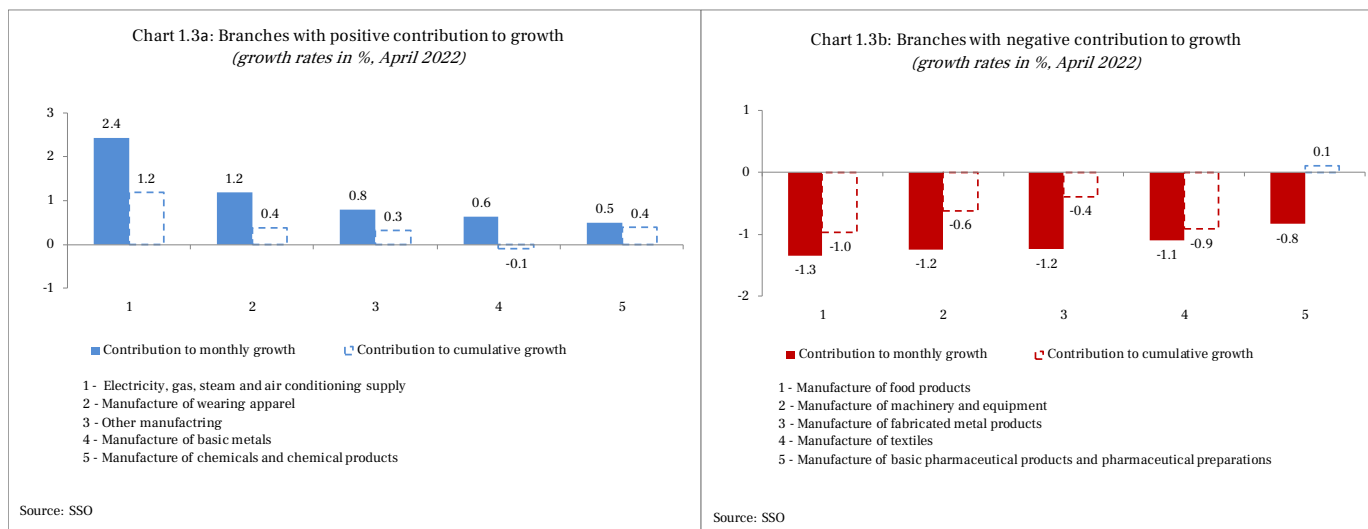 Chart 1.3a: Branches with positive contribution to growth
(growth rates in %, April 2022)
3
2
1
0
-1
2.4
1.2
1.2
0.4
0.8
0.3
0.6
-0.1
0.5
0.4
1
2
3
4
5
Contribution to monthly growth
Contribution to cumulative growth
1 - Electricity, gas, steam and air conditioning supply
2 - Manufacture of wearing apparel
3 - Other manufactring
4 - Manufacture of basic metals
5 - Manufacture of chemicals and chemical products
Source: SSO
Chart 1.3b: Branches with negative contribution to growth
(growth rates in %, April 2022)
1
0
-1
-2
-1.3
-1.0
-1.2
-0.6
-1.2
-0.4
-1.1
-0.9
-0.8
0.1
1
2
3
4
5
Contribution to monthly growth
Contribution to cumulative growth
1 - Manufacture of food products
2 - Manufacture of machinery and equipment
3 - Manufacture of fabricated metal products
4 - Manufacture of textiles
5 - Manufacture of basic pharmaceutical products and pharmaceutical preparations
Source: SSO